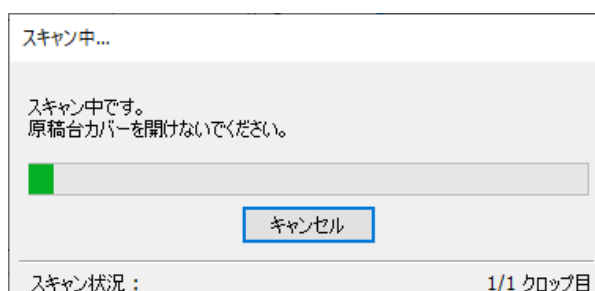 スキャン中...
スキャン中です。
原稿台カバーを開けないでください。
キャンセル
スキャン状況： 1/1 クロップ目